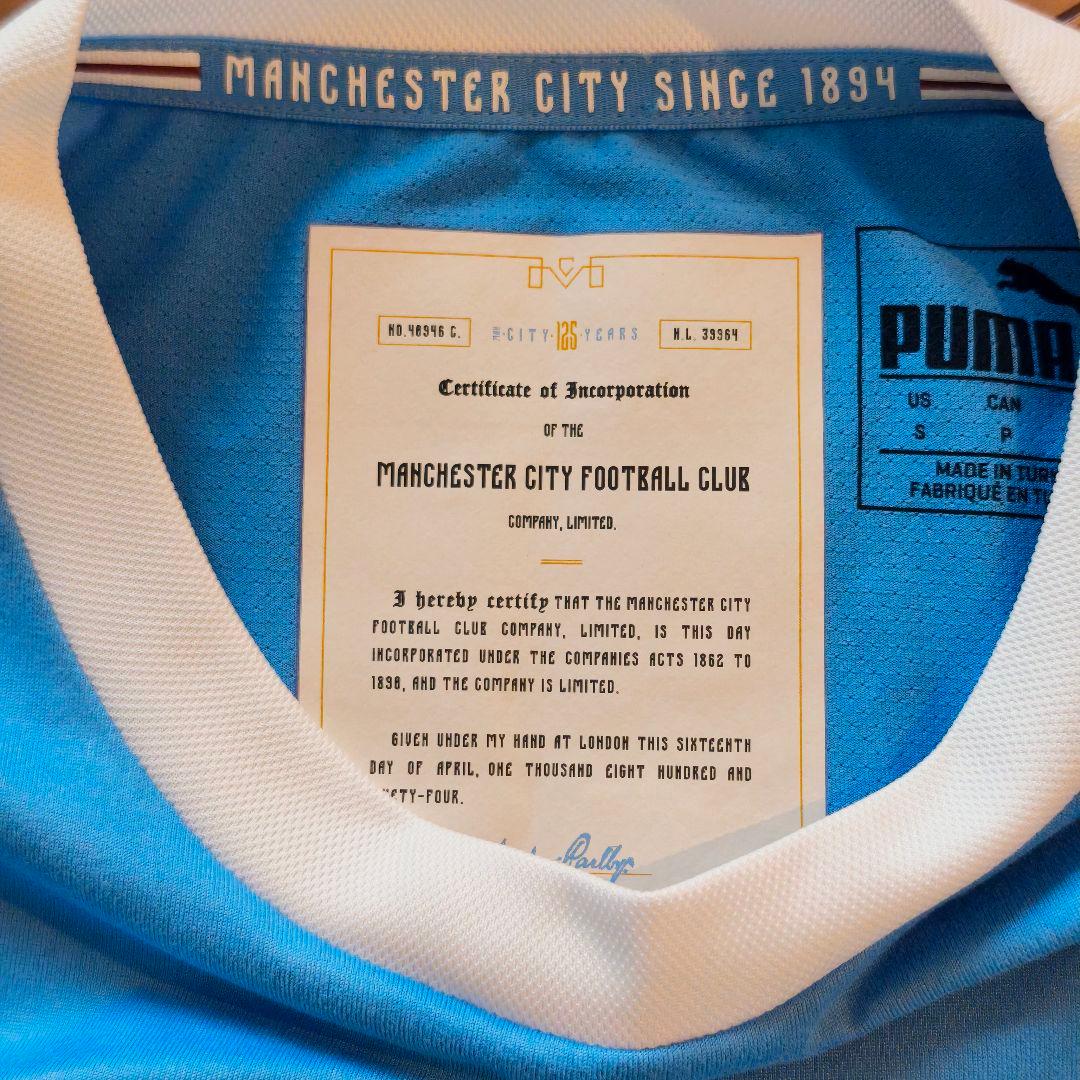 MANCHESTER CITY SINCE 1894
NO.40946 C.
CITY·125·YEARS
N.L. 39964
PUMA
US CAN
S P
MADE IN
FABRIQUÉ EN
Certificate of Incorporation
OF THE
MANCHESTER CITY FOOTBALL CLUB
COMPANY, LIMITED.
I hereby certify THAT THE MANCHESTER CITY
FOOTBALL CLUB COMPANY, LIMITED, IS THIS DAY
INCORPORATED UNDER THE COMPANIES ACTS 1862 TO
1890, AND THE COMPANY IS LIMITED.
GIVEN UNDER MY HAND AT LONDON THIS SIXTEENTH
DAY OF APRIL, ONE THOUSAND EIGHT HUNDRED AND